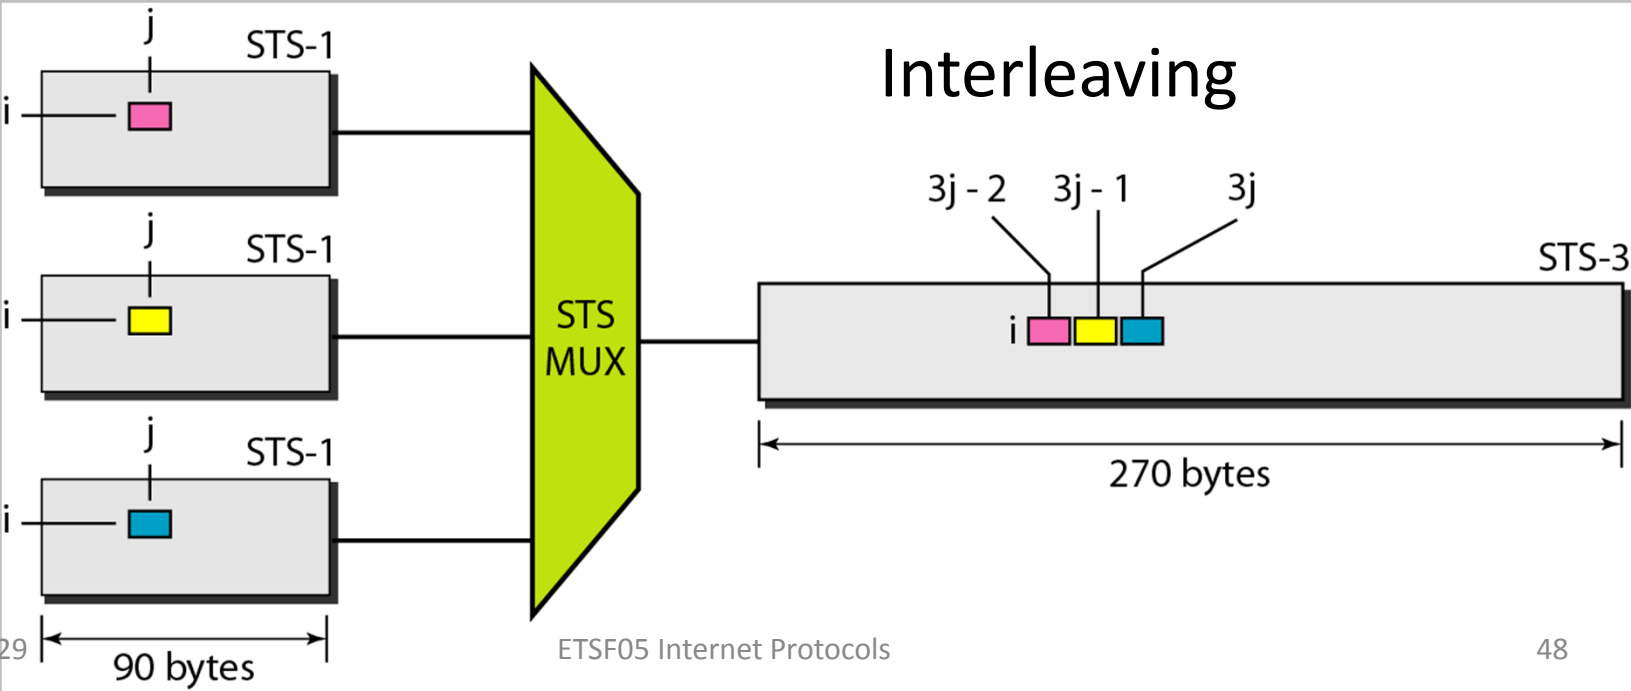 Interleaving
j
STS-1
i
j
STS-1
i
j
STS-1
i
90 bytes
STS
MUX
3j - 2 3j - 1 3j
STS-3
i
270 bytes
29
ETSF05 Internet Protocols
48